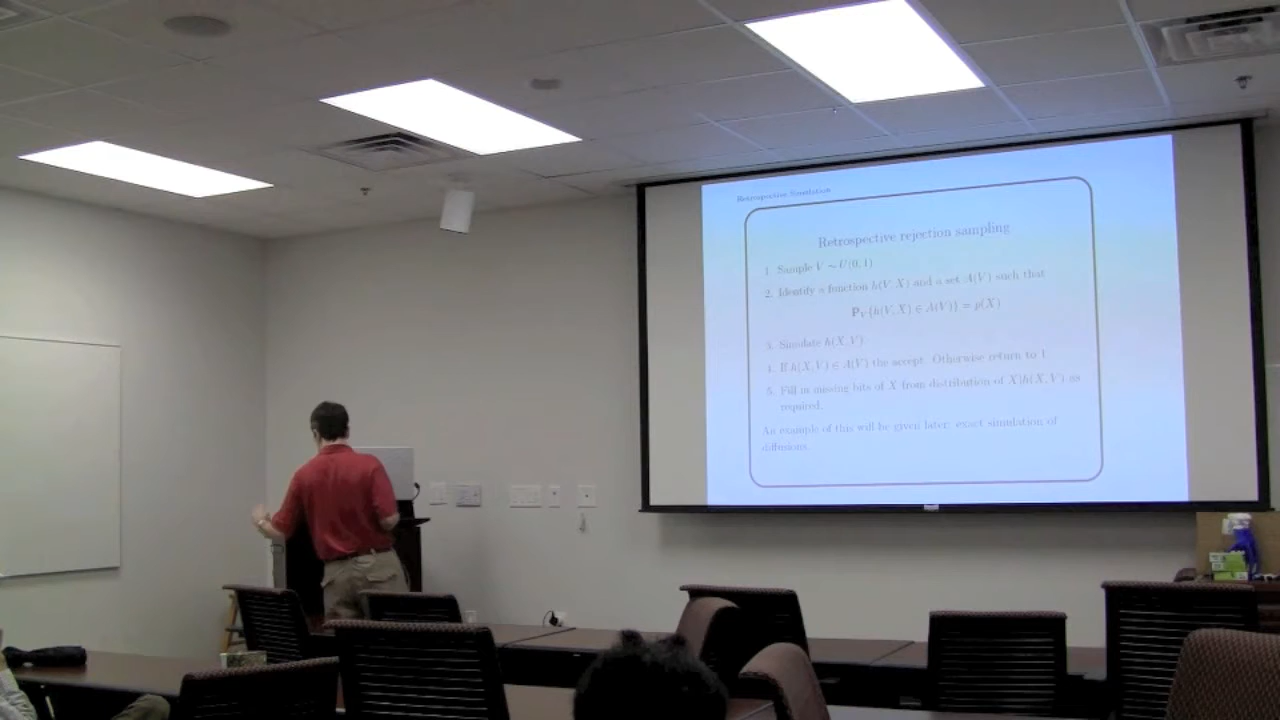 Retrospective Simulation
Retrospective rejection sampling
1. Sample V ∼ U(0, 1)
2. Identify a function h(V, X) and a set A(V) such that
P_V{h(V, X) ∈ A(V)} = p(X)
3. Simulate h(X, V)
4. If h(X, V) ∈ A(V) the accept. Otherwise return to 1.
5. Fill in missing bits of X from distribution of X|h(X, V) as
required.
An example of this will be given later: exact simulation of
diffusions.